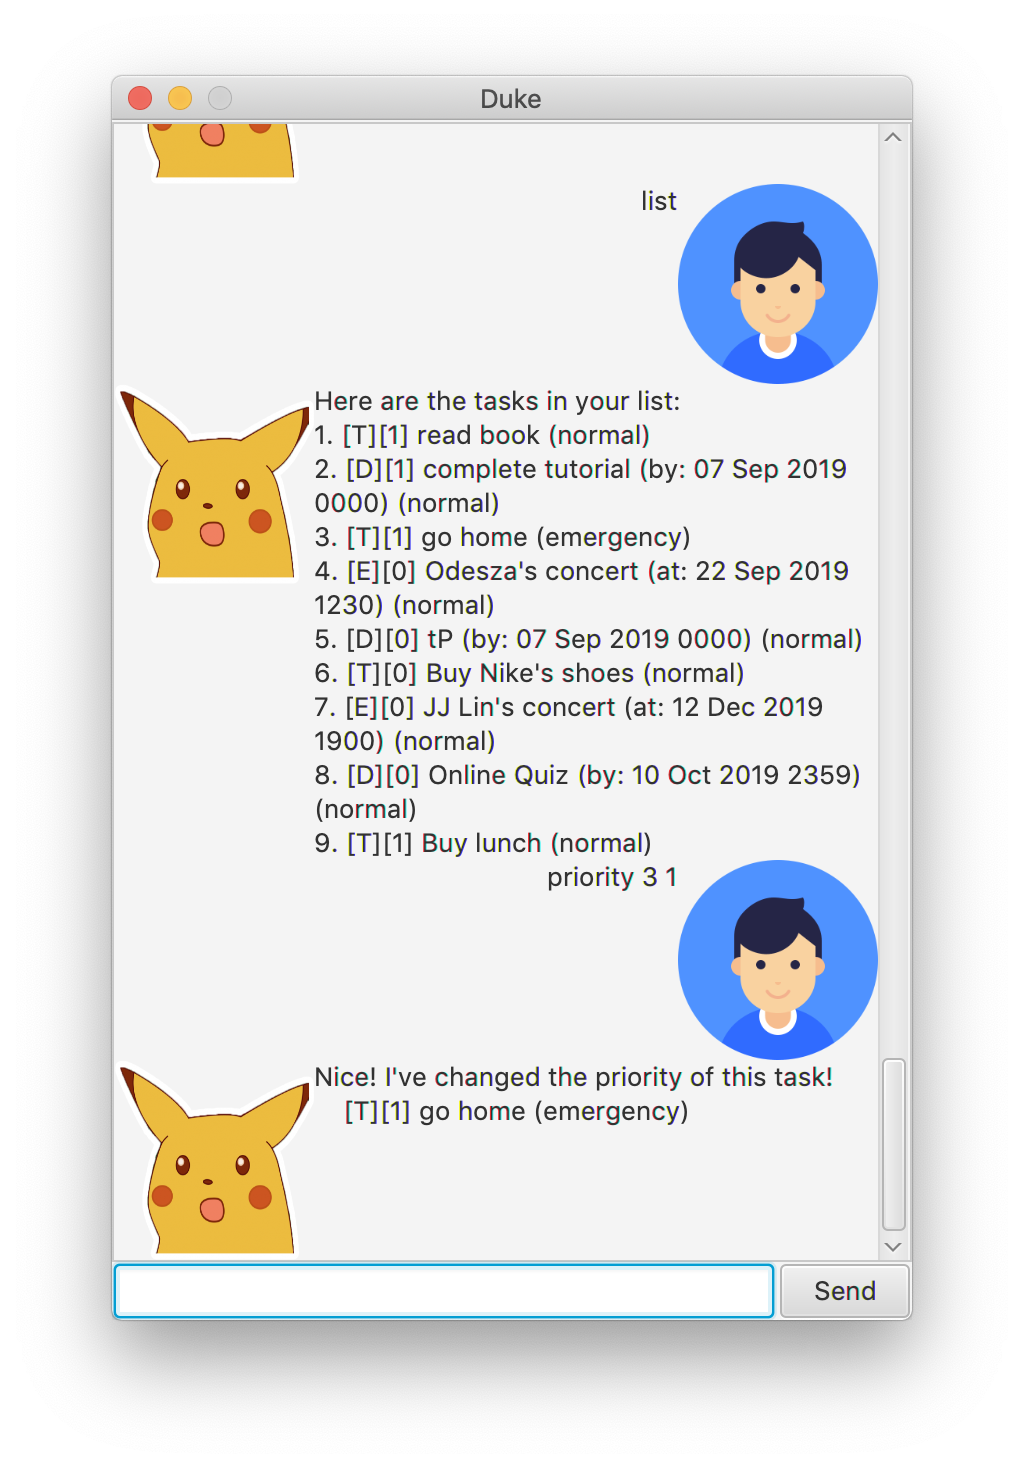 Duke
list
Here are the tasks in your list:
1. [T][1] read book (normal)
2. [D][1] complete tutorial (by: 07 Sep 2019
0000) (normal)
3. [T][1] go home (emergency)
4. [E][0] Odesza's concert (at: 22 Sep 2019
1230) (normal)
5. [D][0] tP (by: 07 Sep 2019 0000) (normal)
6. [T][0] Buy Nike's shoes (normal)
7. [E][0] JJ Lin's concert (at: 12 Dec 2019
1900) (normal)
8. [D][0] Online Quiz (by: 10 Oct 2019 2359)
(normal)
9. [T][1] Buy lunch (normal)
priority 3 1
Nice! I've changed the priority of this task!
[T][1] go home (emergency)
Send